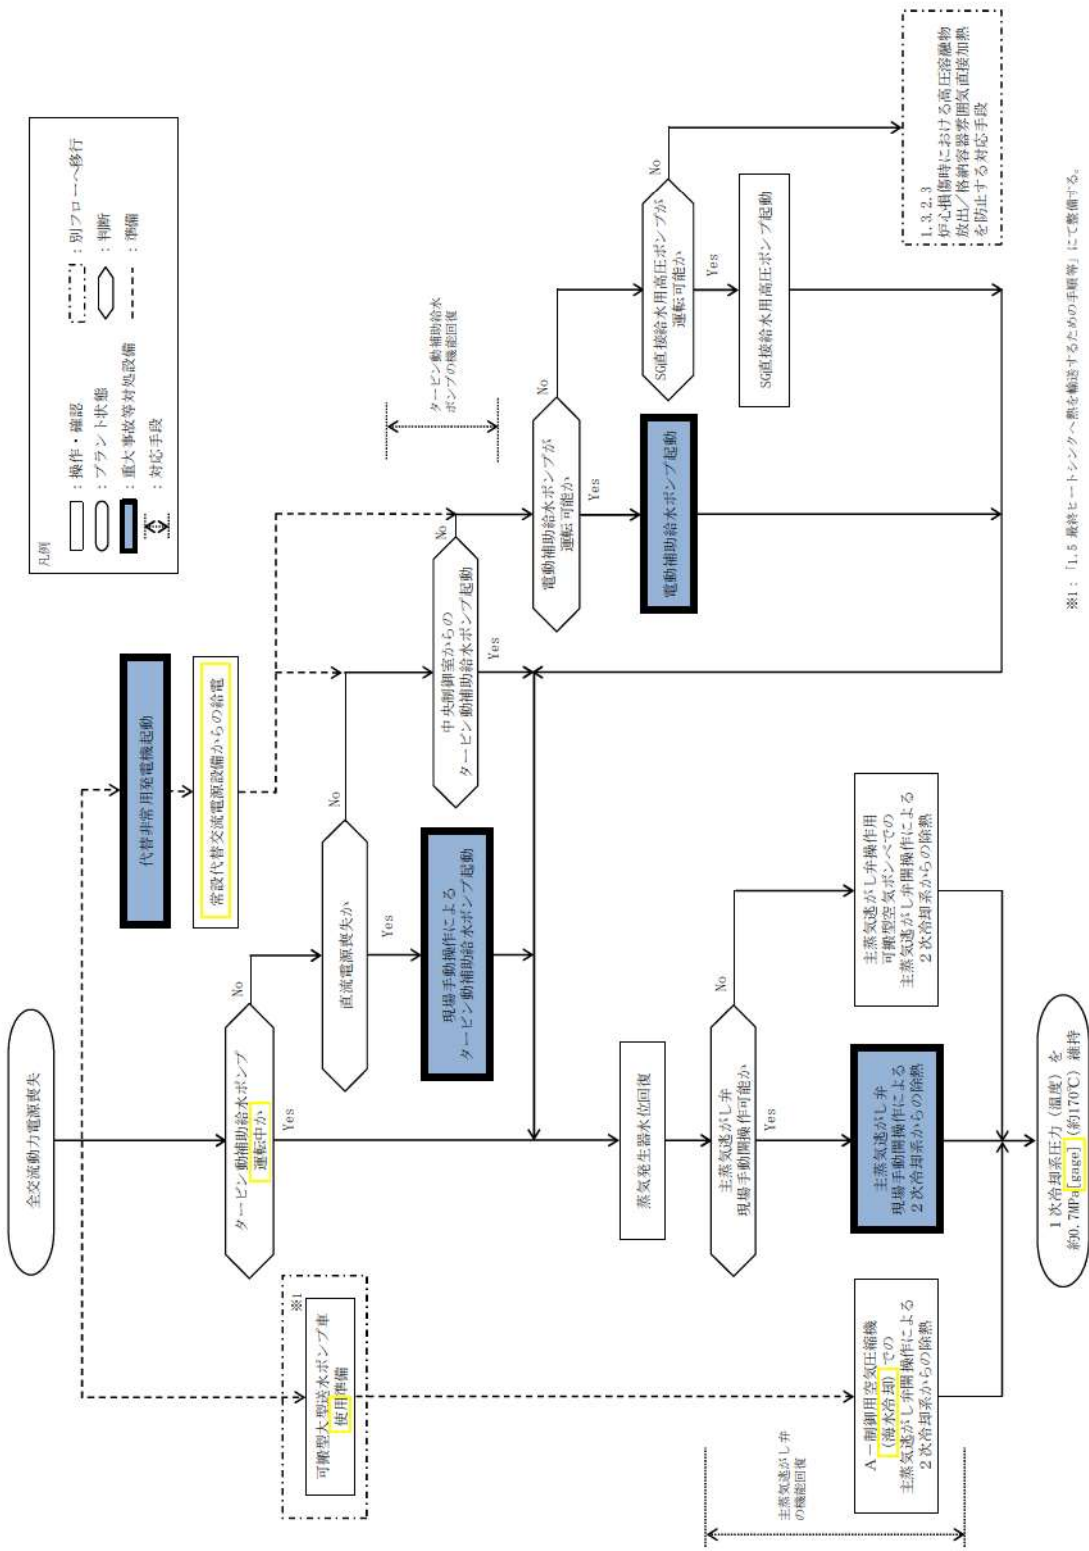 全交流動力電源喪失
代替非常用発電機起動
常設代替交流電源設備からの給電
凡例
：操作・確認
：プラント状態
：重大事故等対処設備
：対応手段
：別フローへ移行
：判断
：準備
タービン動補助給水ポンプ
運転中か
No
Yes
※1
可搬型大型送水ポンプ車
使用準備
直流電源喪失か
No
Yes
現場手動操作による
タービン動補助給水ポンプ起動
中央制御室からの
タービン動補助給水ポンプ起動
No
Yes
タービン動補助給水
ポンプの機能回復
電動補助給水ポンプが
運転可能か
No
Yes
電動補助給水ポンプ起動
SG直接給水用高圧ポンプが
運転可能か
No
Yes
SG直接給水用高圧ポンプ起動
1.3.2.3
炉心損傷時における高圧溶融物
放出／格納容器雰囲気直接加熱
を防止する対応手段
蒸気発生器水位回復
主蒸気逃がし弁
現場手動開操作可能か
No
Yes
主蒸気逃がし弁
の機能回復
A－制御用空気圧縮機
（海水冷却）での
主蒸気逃がし弁開操作による
2次冷却系からの除熱
主蒸気逃がし弁
現場手動開操作による
2次冷却系からの除熱
主蒸気逃がし弁操作用
可搬型空気ボンベでの
主蒸気逃がし弁開操作による
2次冷却系からの除熱
1次冷却系圧力（温度）を
約0.7MPa[gage]（約170℃）維持
※1：「1.5 最終ヒートシンクへ熱を輸送するための手順等」にて整備する。